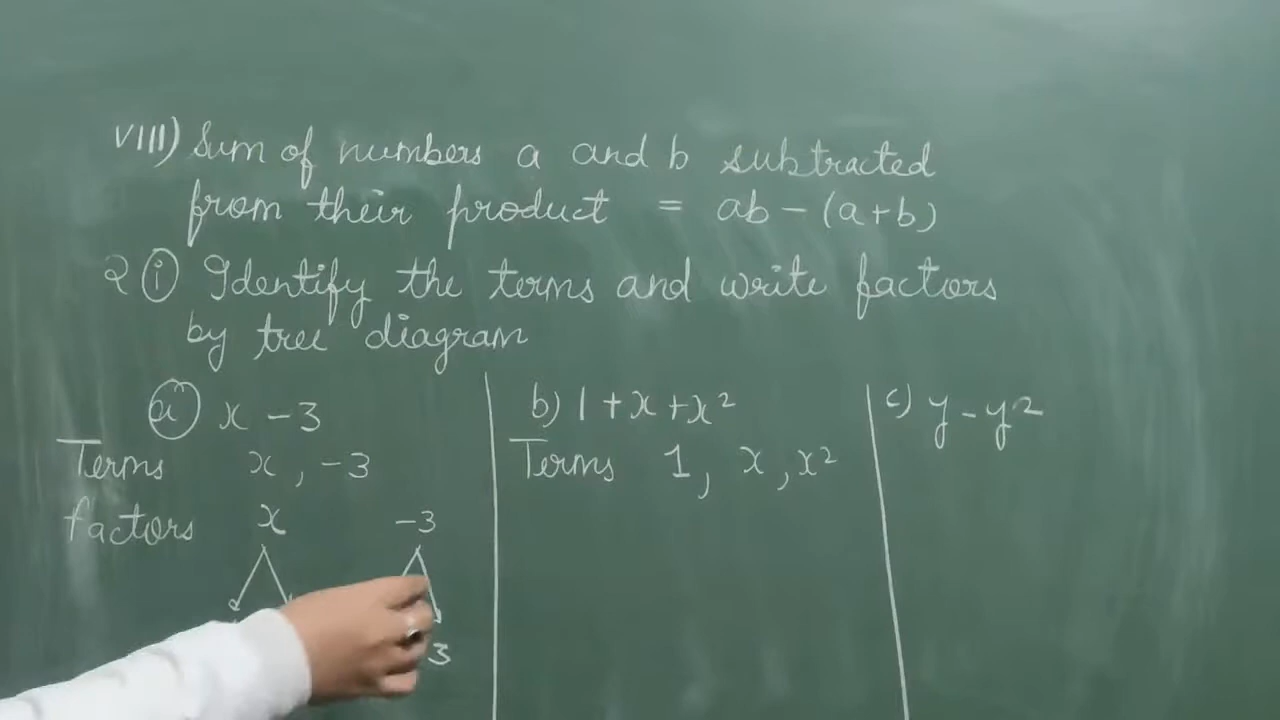 VIII) Sum of numbers a and b subtracted
from their product = ab - (a+b)
2 (i) Identify the terms and write factors
by tree diagram
(a) x - 3
Terms x, -3
factors x -3
3
b) 1 + x + x²
Terms 1, x, x²
c) y - y²